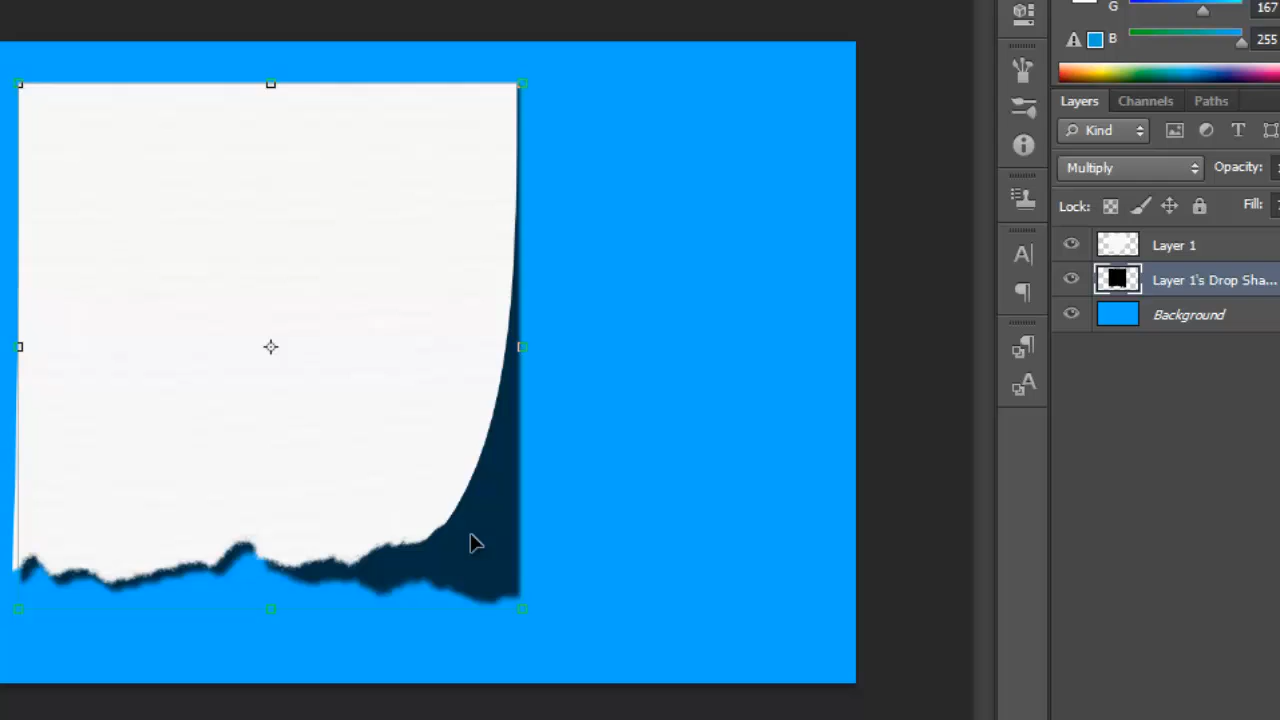 G 167
B 255
Layers Channels Paths
Kind T
Multiply Opacity:
Lock: Fill:
Layer 1
A
Layer 1's Drop Sha...
Background
A